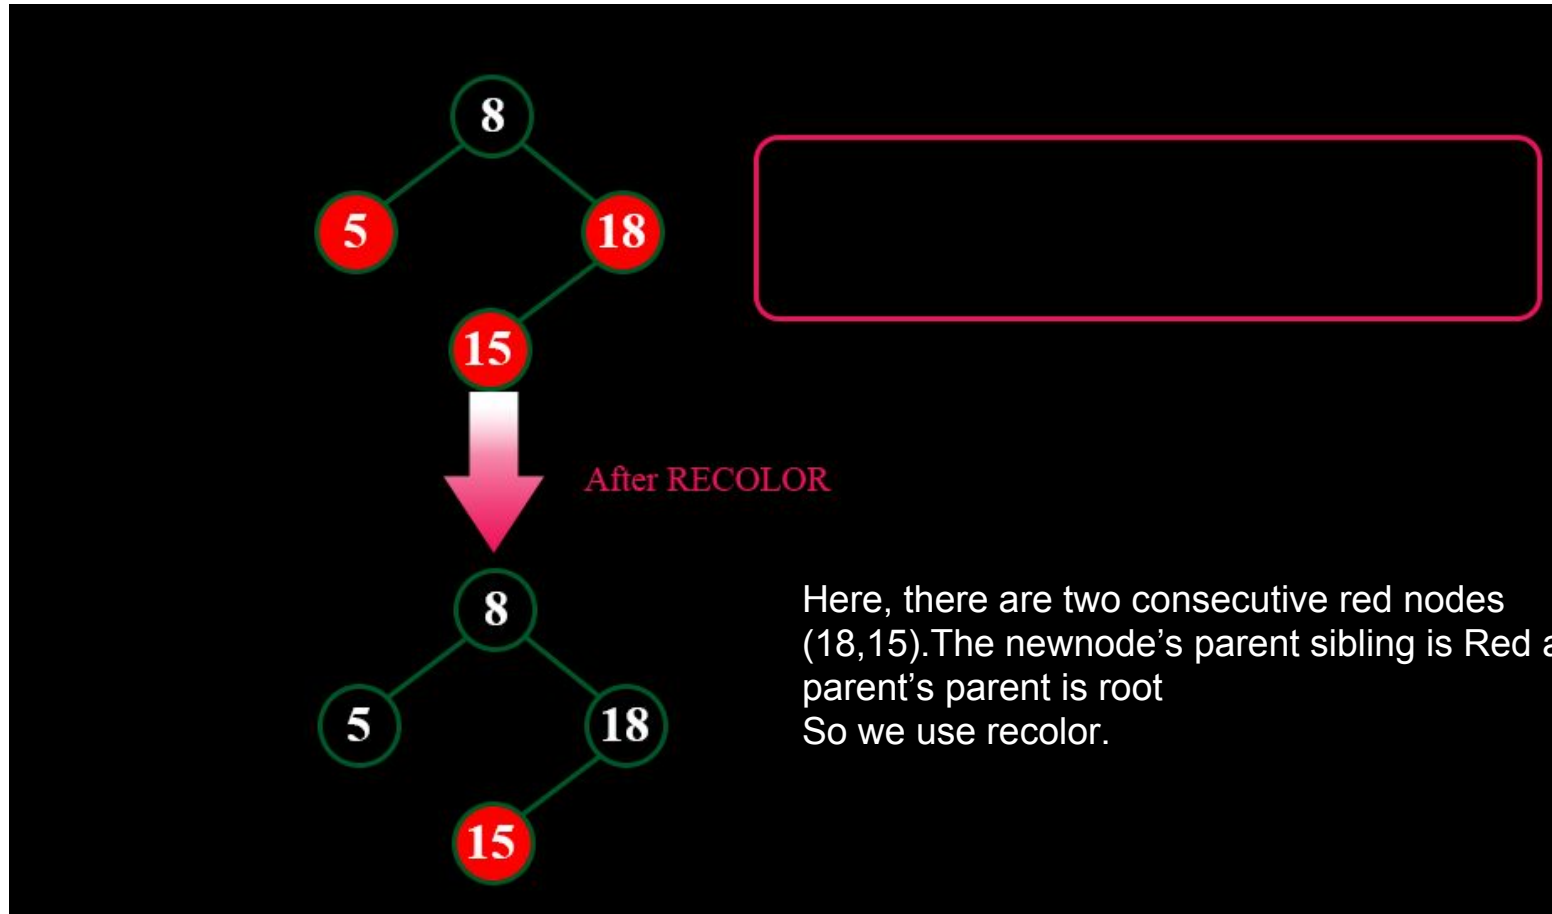 8
5 18
15
After RECOLOR
8
Here, there are two consecutive red nodes
(18,15).The newnode's parent sibling is Red a
parent's parent is root
So we use recolor.
5 18
15